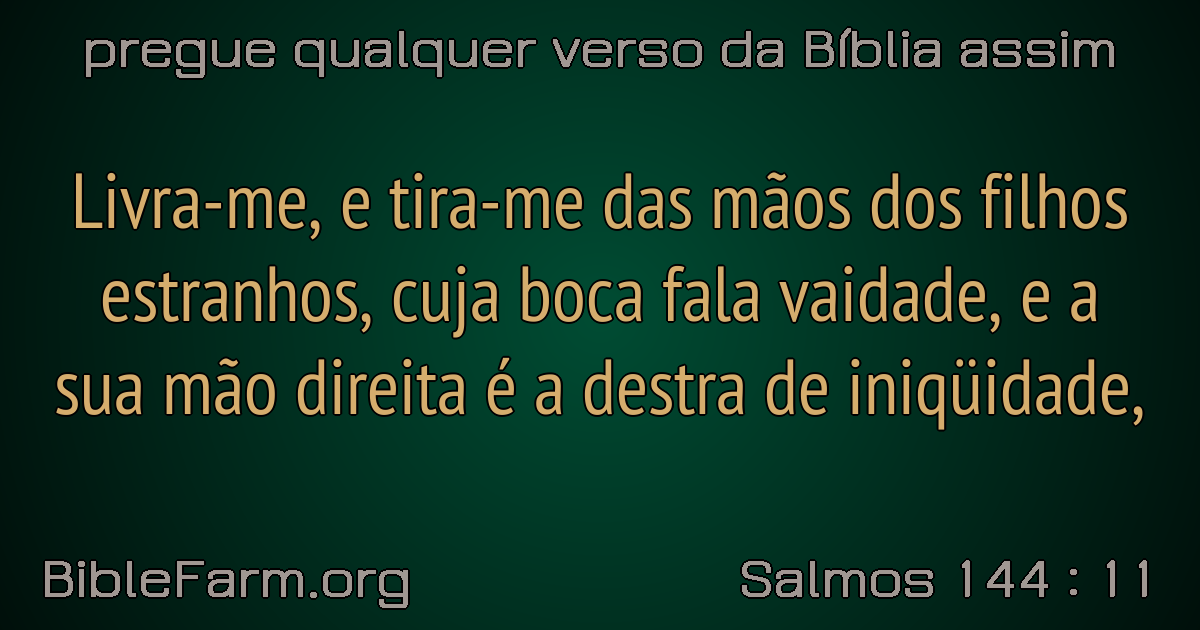 pregue qualquer verso da Bíblia assim
Livra-me, e tira-me das mãos dos filhos
estranhos, cuja boca fala vaidade, e a
sua mão direita é a destra de iniqüidade,
BibleFarm.org
Salmos 144 : 11